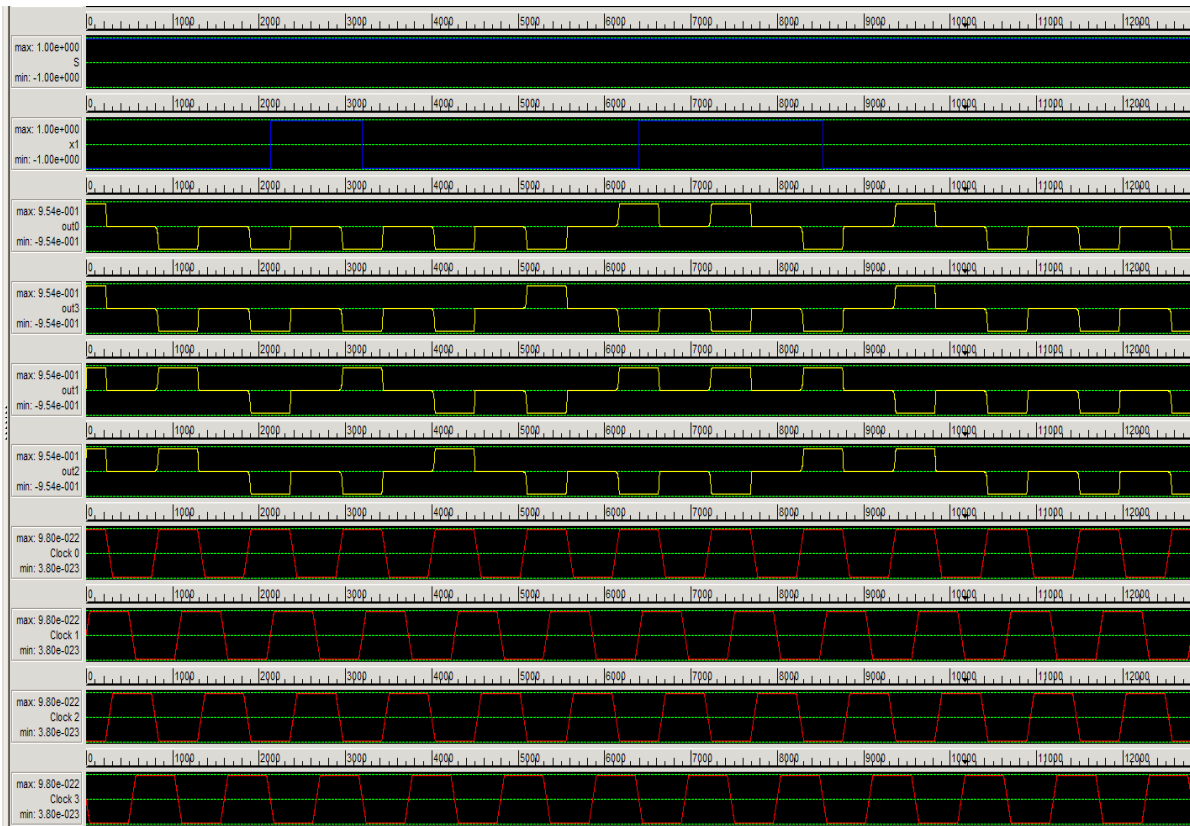 0 1000 2000 3000 4000 5000 6000 7000 8000 9000 10000 11000 12000
max: 1.00e+000
S
min: -1.00e+000
0 1000 2000 3000 4000 5000 6000 7000 8000 9000 10000 11000 12000
max: 1.00e+000
x1
min: -1.00e+000
0 1000 2000 3000 4000 5000 6000 7000 8000 9000 10000 11000 12000
max: 9.54e-001
out0
min: -9.54e-001
0 1000 2000 3000 4000 5000 6000 7000 8000 9000 10000 11000 12000
max: 9.54e-001
out3
min: -9.54e-001
0 1000 2000 3000 4000 5000 6000 7000 8000 9000 10000 11000 12000
max: 9.54e-001
out1
min: -9.54e-001
0 1000 2000 3000 4000 5000 6000 7000 8000 9000 10000 11000 12000
max: 9.54e-001
out2
min: -9.54e-001
0 1000 2000 3000 4000 5000 6000 7000 8000 9000 10000 11000 12000
max: 9.80e-022
Clock 0
min: 3.80e-023
0 1000 2000 3000 4000 5000 6000 7000 8000 9000 10000 11000 12000
max: 9.80e-022
Clock 1
min: 3.80e-023
0 1000 2000 3000 4000 5000 6000 7000 8000 9000 10000 11000 12000
max: 9.80e-022
Clock 2
min: 3.80e-023
0 1000 2000 3000 4000 5000 6000 7000 8000 9000 10000 11000 12000
max: 9.80e-022
Clock 3
min: 3.80e-023